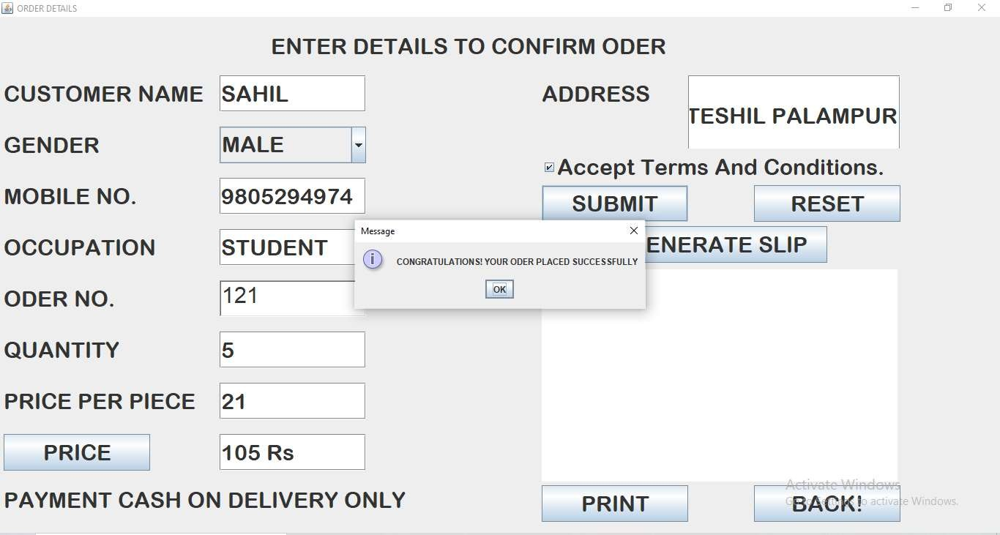 ORDER DETAILS
ENTER DETAILS TO CONFIRM ODER
CUSTOMER NAME SAHIL
ADDRESS TESHIL PALAMPUR
GENDER MALE
Accept Terms And Conditions.
MOBILE NO. 9805294974
SUBMIT RESET
Message
OCCUPATION STUDENT
ENERATE SLIP
CONGRATULATIONS! YOUR ODER PLACED SUCCESSFULLY
OK
ODER NO. 121
QUANTITY 5
PRICE PER PIECE 21
PRICE 105 Rs
PAYMENT CASH ON DELIVERY ONLY
PRINT BACK!
Activate Windows
Go to Settings to activate Windows.